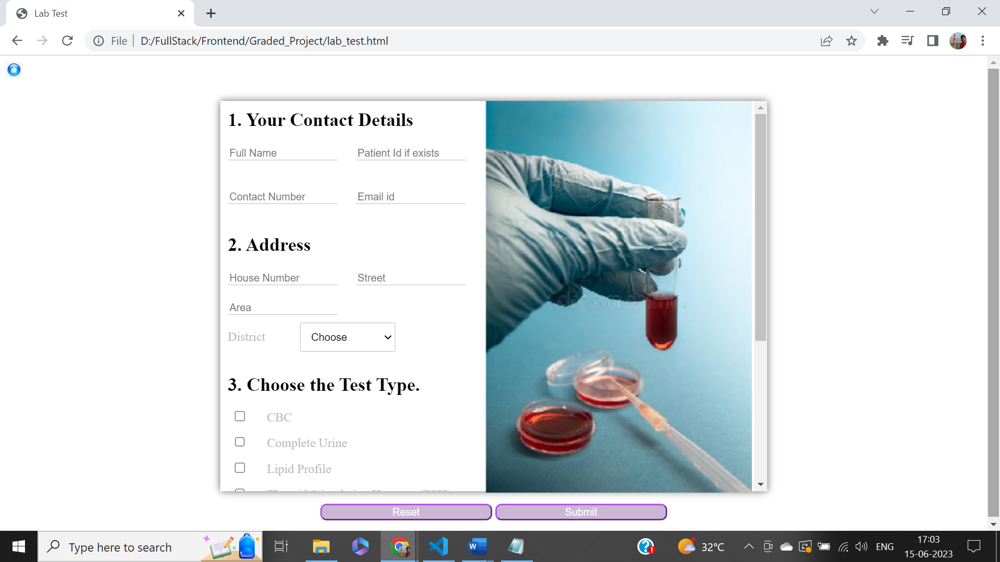 Lab Test
File
D:/FullStack/Frontend/Graded_Project/lab_test.html
1. Your Contact Details
Full Name
Patient Id if exists
Contact Number
Email id
2. Address
House Number
Street
Area
District
Choose
3. Choose the Test Type.
CBC
Complete Urine
Lipid Profile
dreamstime.
Reset
Submit
Type here to search
32°C
ENG
17:03
15-06-2023